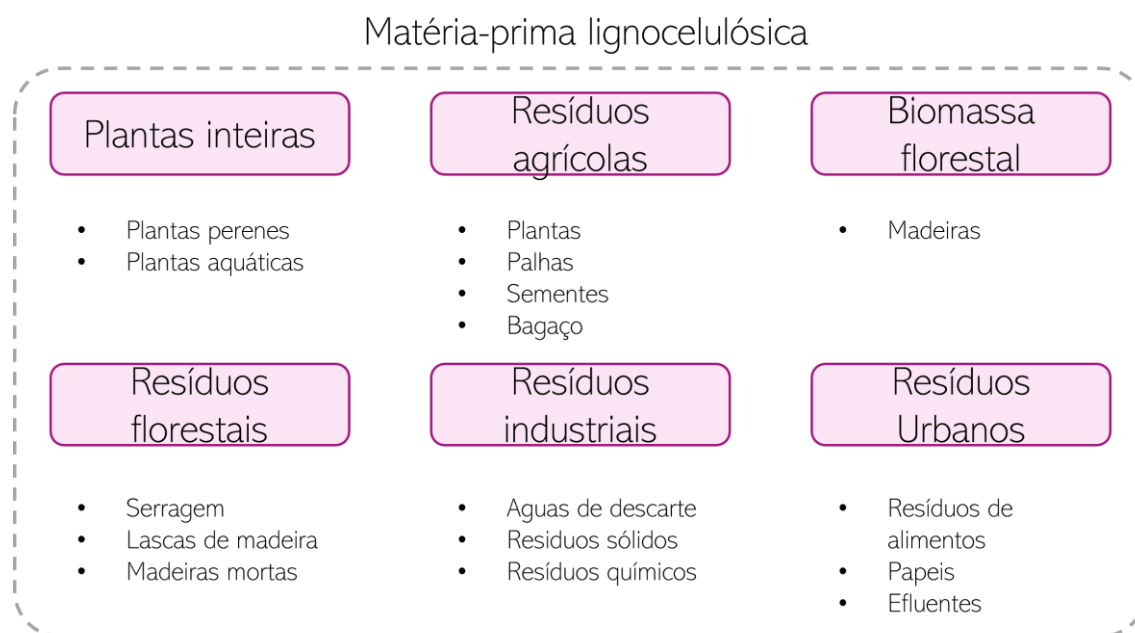 Matéria-prima lignocelulósica
Plantas inteiras
• Plantas perenes
• Plantas aquáticas
Resíduos
agrícolas
• Plantas
• Palhas
• Sementes
• Bagaço
Biomassa
florestal
• Madeiras
Resíduos
florestais
• Serragem
• Lascas de madeira
• Madeiras mortas
Resíduos
industriais
• Aguas de descarte
• Residuos sólidos
• Resíduos químicos
Resíduos
Urbanos
• Resíduos de
alimentos
• Papeis
• Efluentes